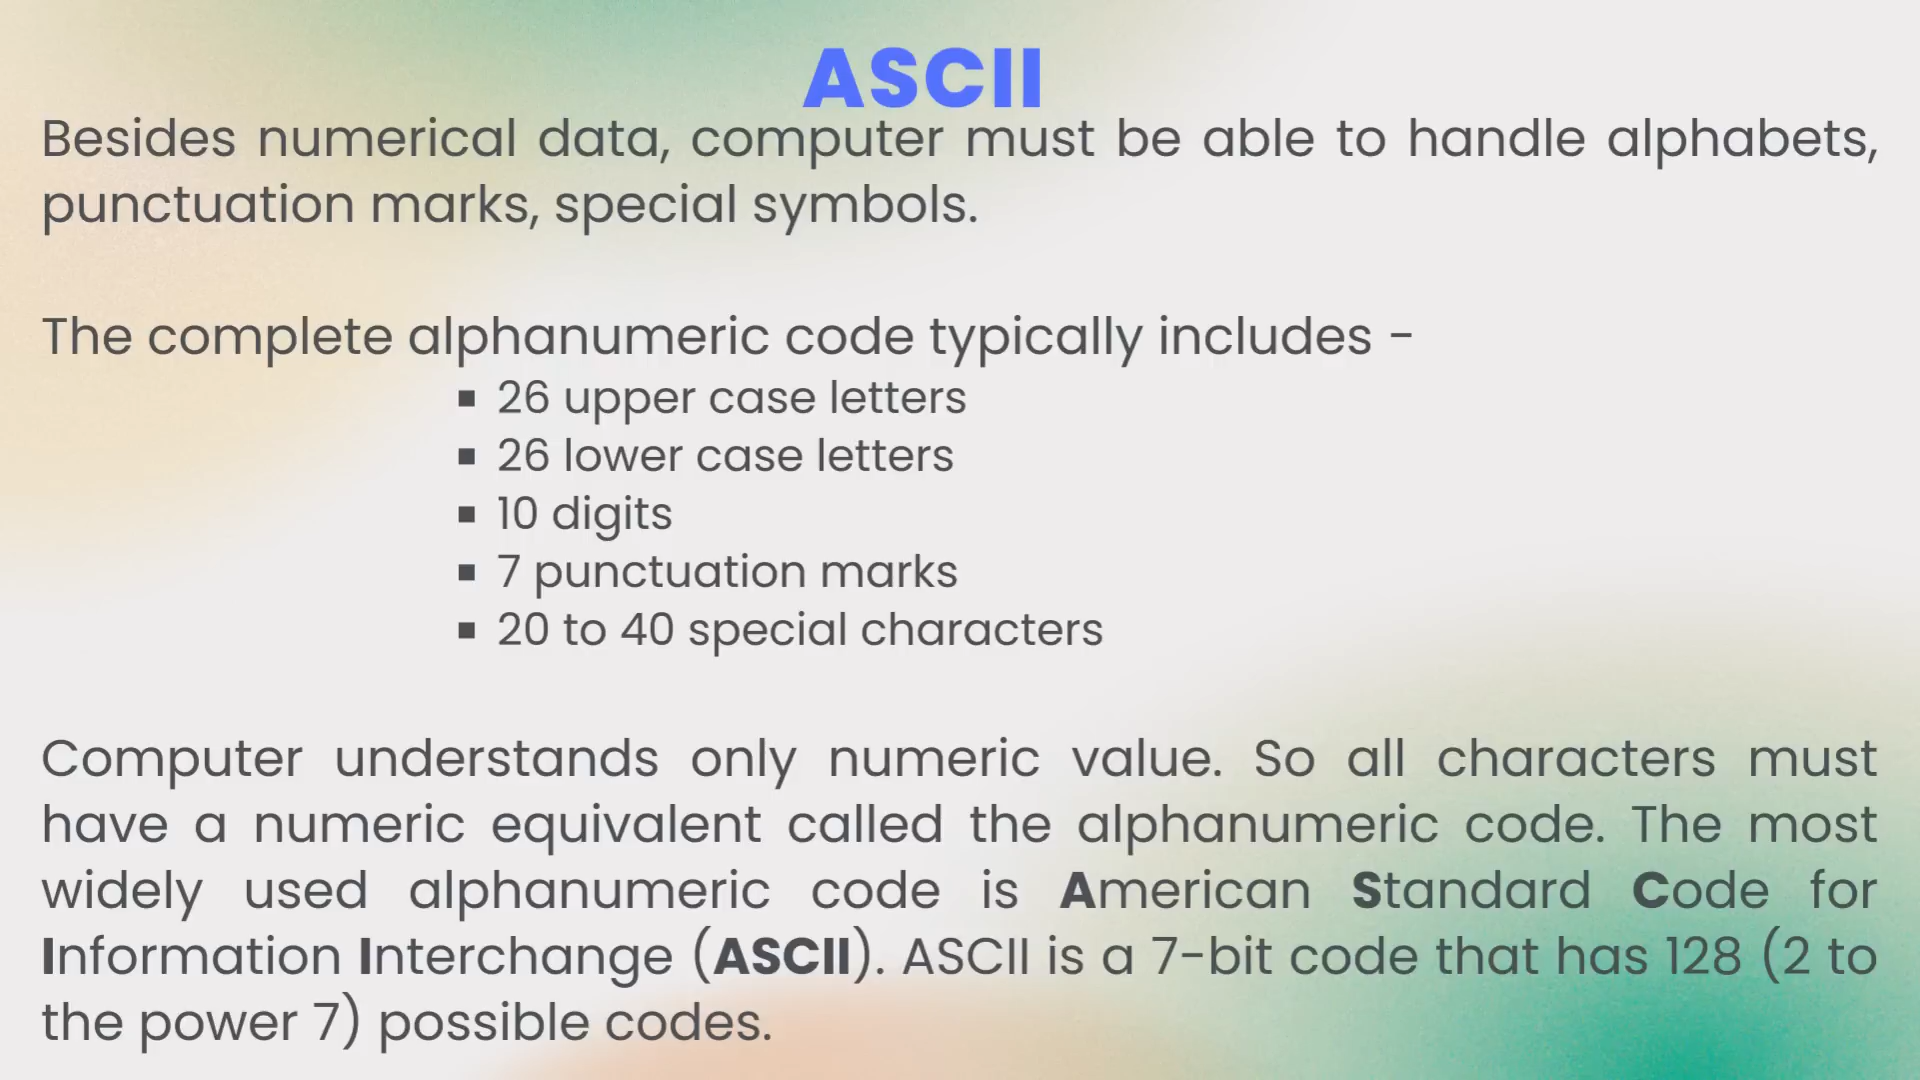 ASCII
Besides numerical data, computer must be able to handle alphabets,
punctuation marks, special symbols.
The complete alphanumeric code typically includes -
▪ 26 upper case letters
▪ 26 lower case letters
▪ 10 digits
▪ 7 punctuation marks
▪ 20 to 40 special characters
Computer understands only numeric value. So all characters must
have a numeric equivalent called the alphanumeric code. The most
widely used alphanumeric code is American Standard Code for
Information Interchange (ASCII). ASCII is a 7-bit code that has 128 (2 to
the power 7) possible codes.